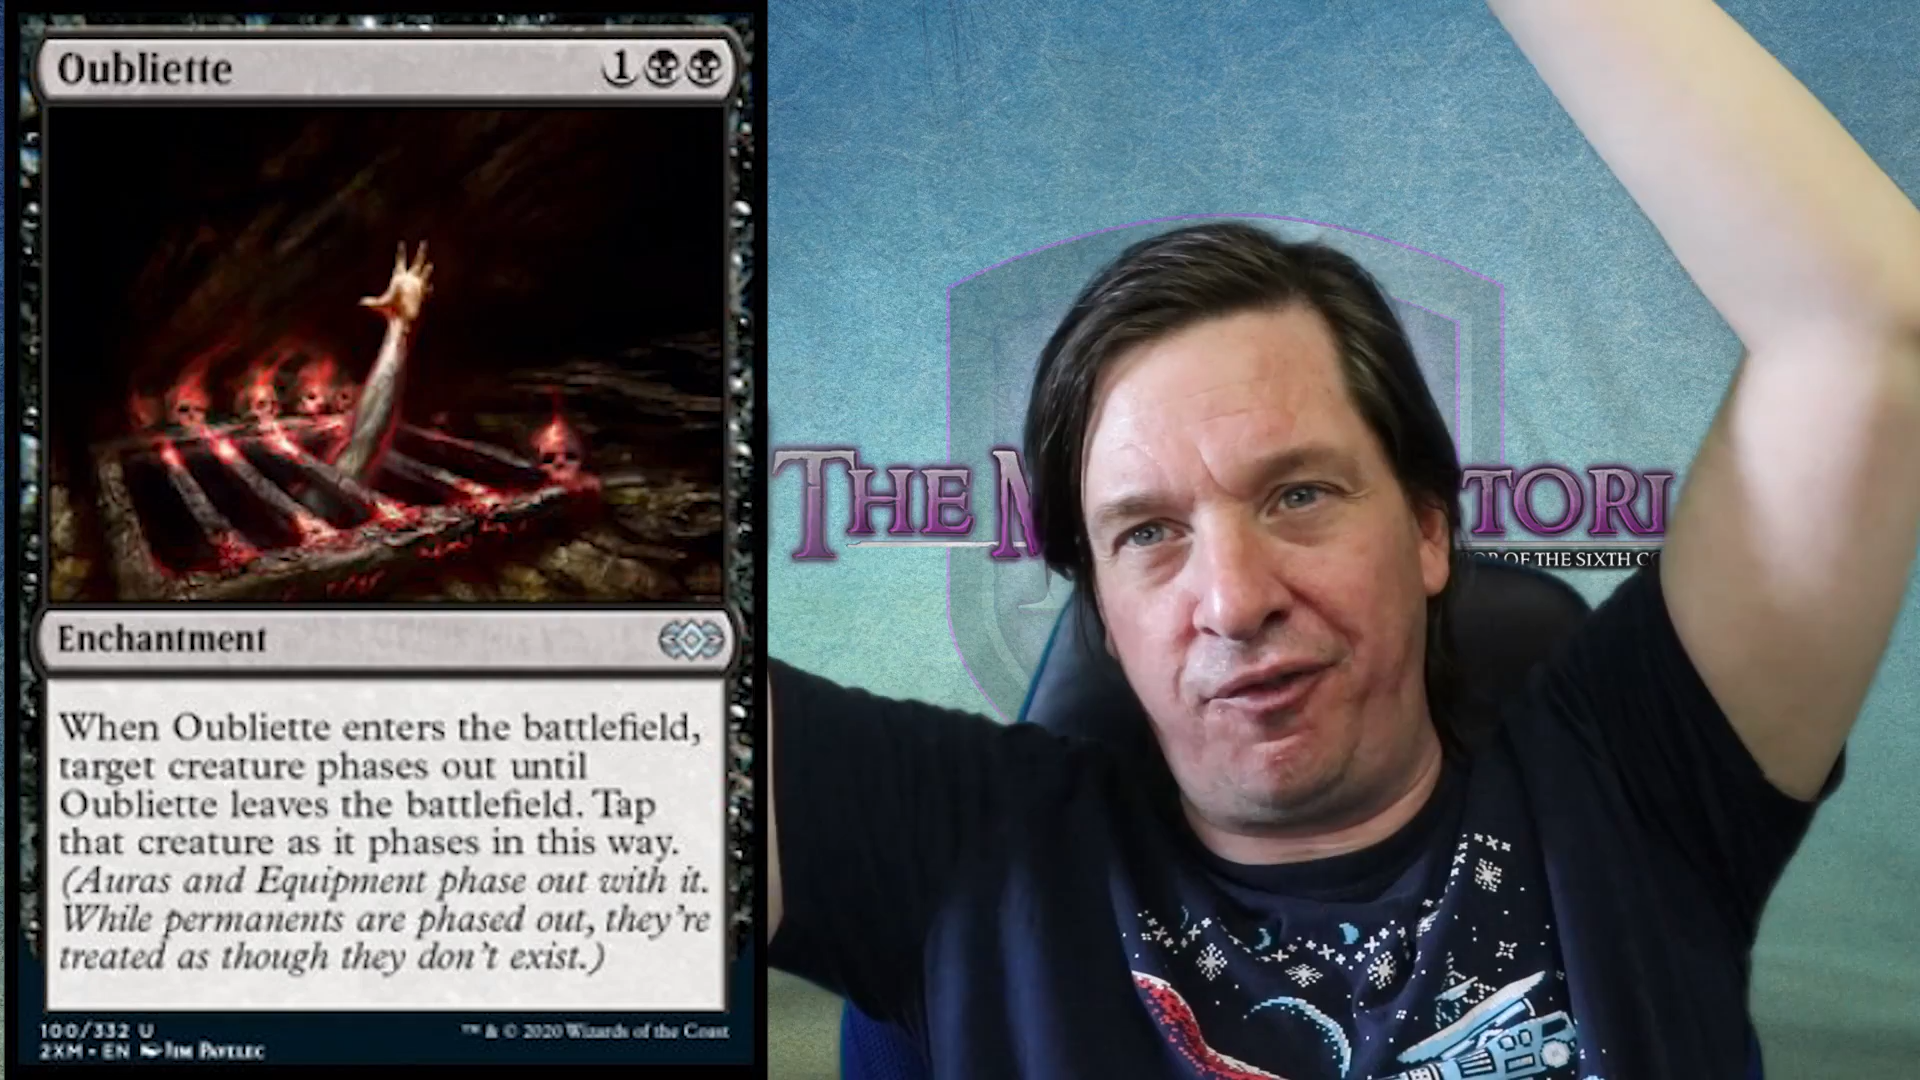 Oubliette 1
Enchantment
When Oubliette enters the battlefield,
target creature phases out until
Oubliette leaves the battlefield. Tap
that creature as it phases in this way.
(Auras and Equipment phase out with it.
While permanents are phased out, they're
treated as though they don't exist.)
100/332 U
™ & © 2020 Wizards of the Coast
2XM • EN Jim Pavelec
THE
OF THE SIXTH